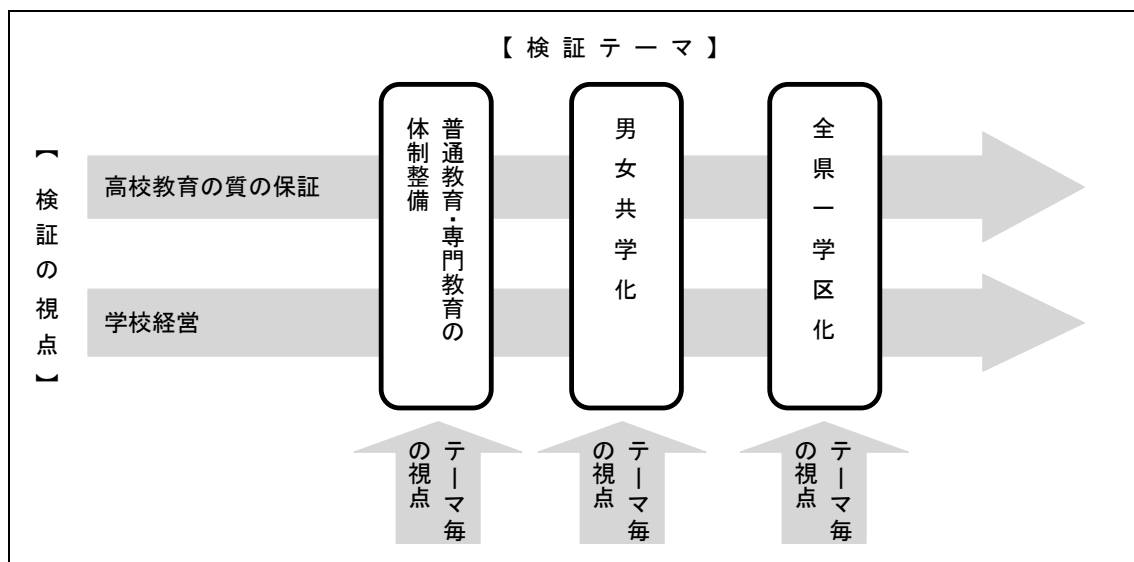 【検証テーマ】
【検証の視点】
高校教育の質の保証
学校経営
普通教育・専門教育の
体制整備
男女共学化
全県一学区化
テーマ毎
の視点
テーマ毎
の視点
テーマ毎
の視点